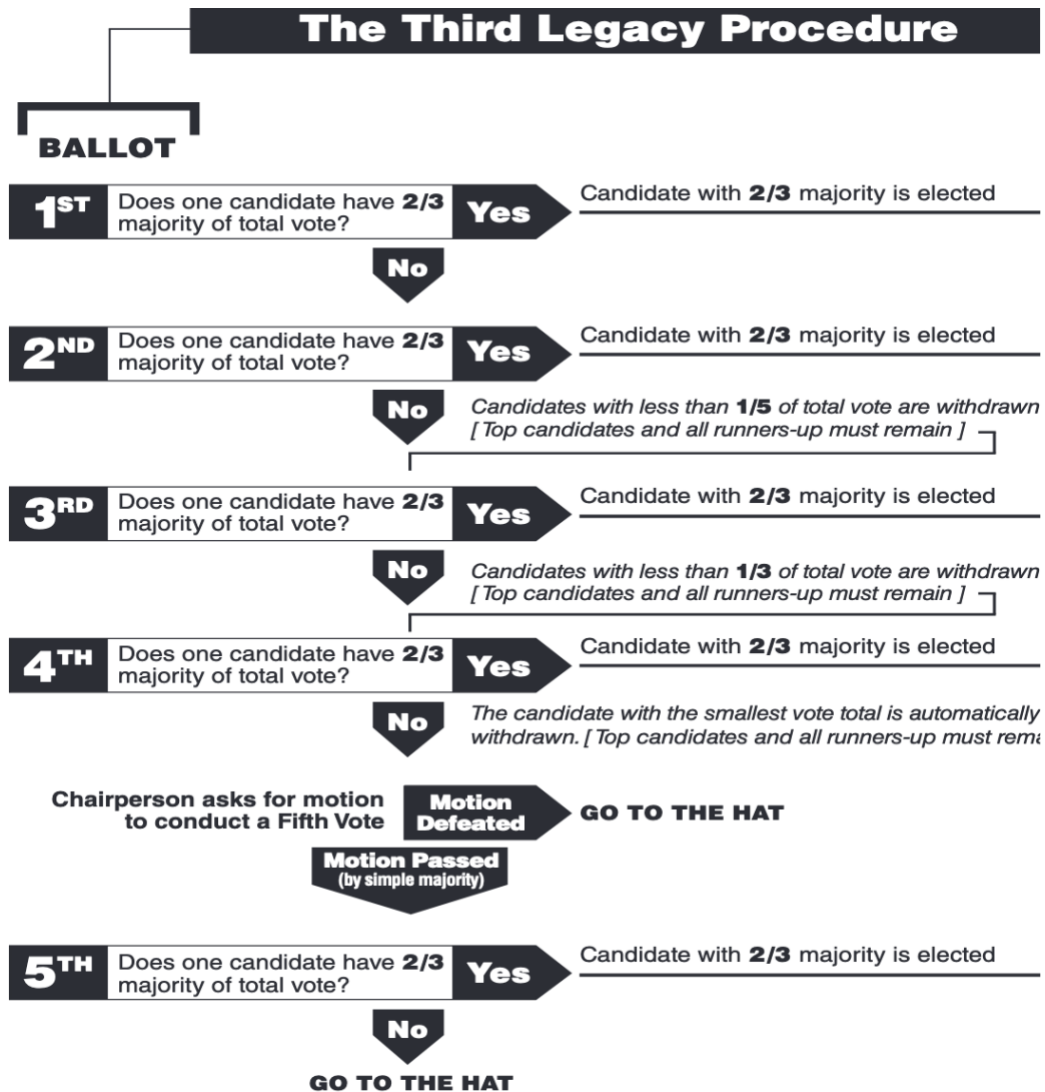 The Third Legacy Procedure
BALLOT
1ST
Does one candidate have 2/3
majority of total vote?
Yes
Candidate with 2/3 majority is elected
No
2ND
Does one candidate have 2/3
majority of total vote?
Yes
Candidate with 2/3 majority is elected
No
Candidates with less than 1/5 of total vote are withdrawn
[ Top candidates and all runners-up must remain ]
3RD
Does one candidate have 2/3
majority of total vote?
Yes
Candidate with 2/3 majority is elected
No
Candidates with less than 1/3 of total vote are withdrawn
[ Top candidates and all runners-up must remain ]
4TH
Does one candidate have 2/3
majority of total vote?
Yes
Candidate with 2/3 majority is elected
No
The candidate with the smallest vote total is automatically
withdrawn. [ Top candidates and all runners-up must
Chairperson asks for motion
to conduct a Fifth Vote
Motion
Defeated
GO TO THE HAT
Motion Passed
(by simple majority)
5TH
Does one candidate have 2/3
majority of total vote?
Yes
Candidate with 2/3 majority is elected
No
GO TO THE HAT